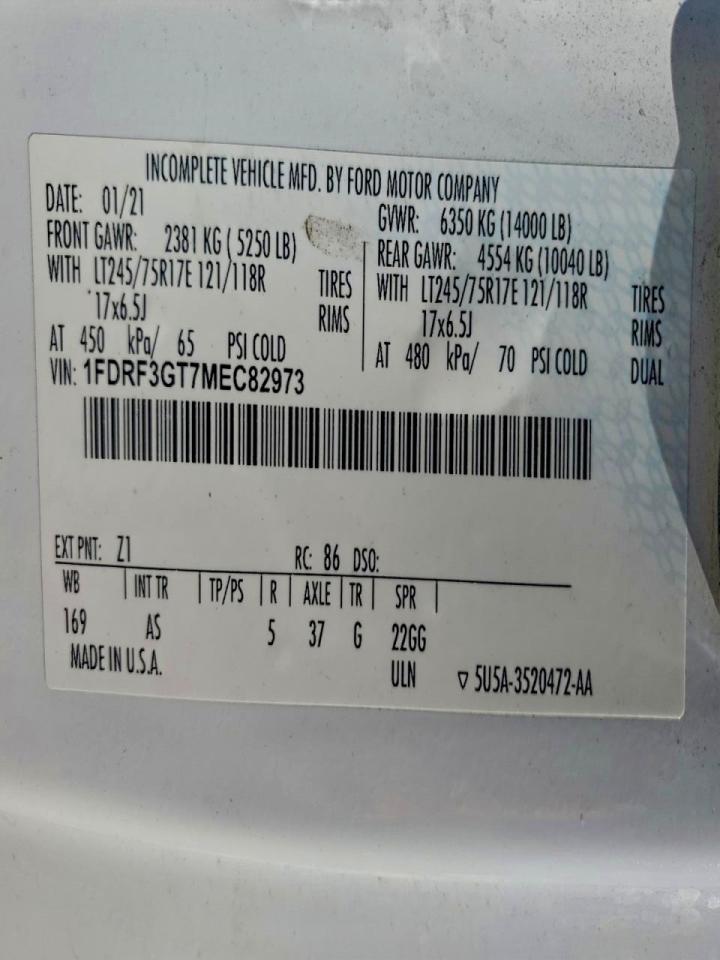 INCOMPLETE VEHICLE MFD. BY FORD MOTOR COMPANY
DATE: 01/21
GVWR: 6350 KG (14000 LB)
FRONT GAWR: 2381 KG ( 5250 LB)
REAR GAWR: 4554 KG (10040 LB)
WITH LT245/75R17E 121/118R TIRES
WITH LT245/75R17E 121/118R TIRES
17x6.5J RIMS
17x6.5J RIMS
AT 450 kPa/ 65 PSI COLD
AT 480 kPa/ 70 PSI COLD DUAL
VIN: 1FDRF3GT7MEC82973
EXT PNT: Z1 RC: 86 DSO:
WB | INT TR | TP/PS | R | AXLE | TR | SPR |
169 AS 5 37 G 22GG
MADE IN U.S.A. ULN ▽ 5U5A-3520472-AA